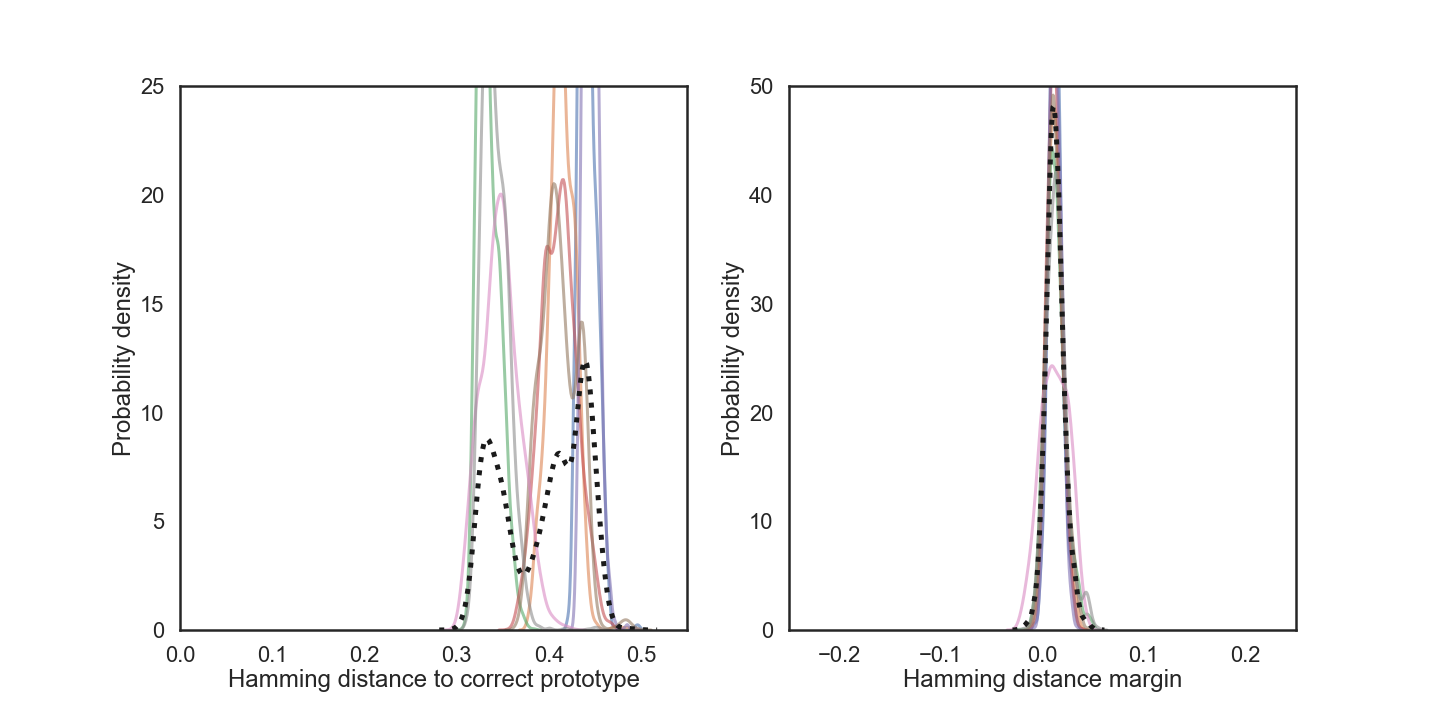 25
20
15
10
5
0
Probability density
0.0 0.1 0.2 0.3 0.4 0.5
Hamming distance to correct prototype
50
40
30
20
10
0
Probability density
−0.2 −0.1 0.0 0.1 0.2
Hamming distance margin